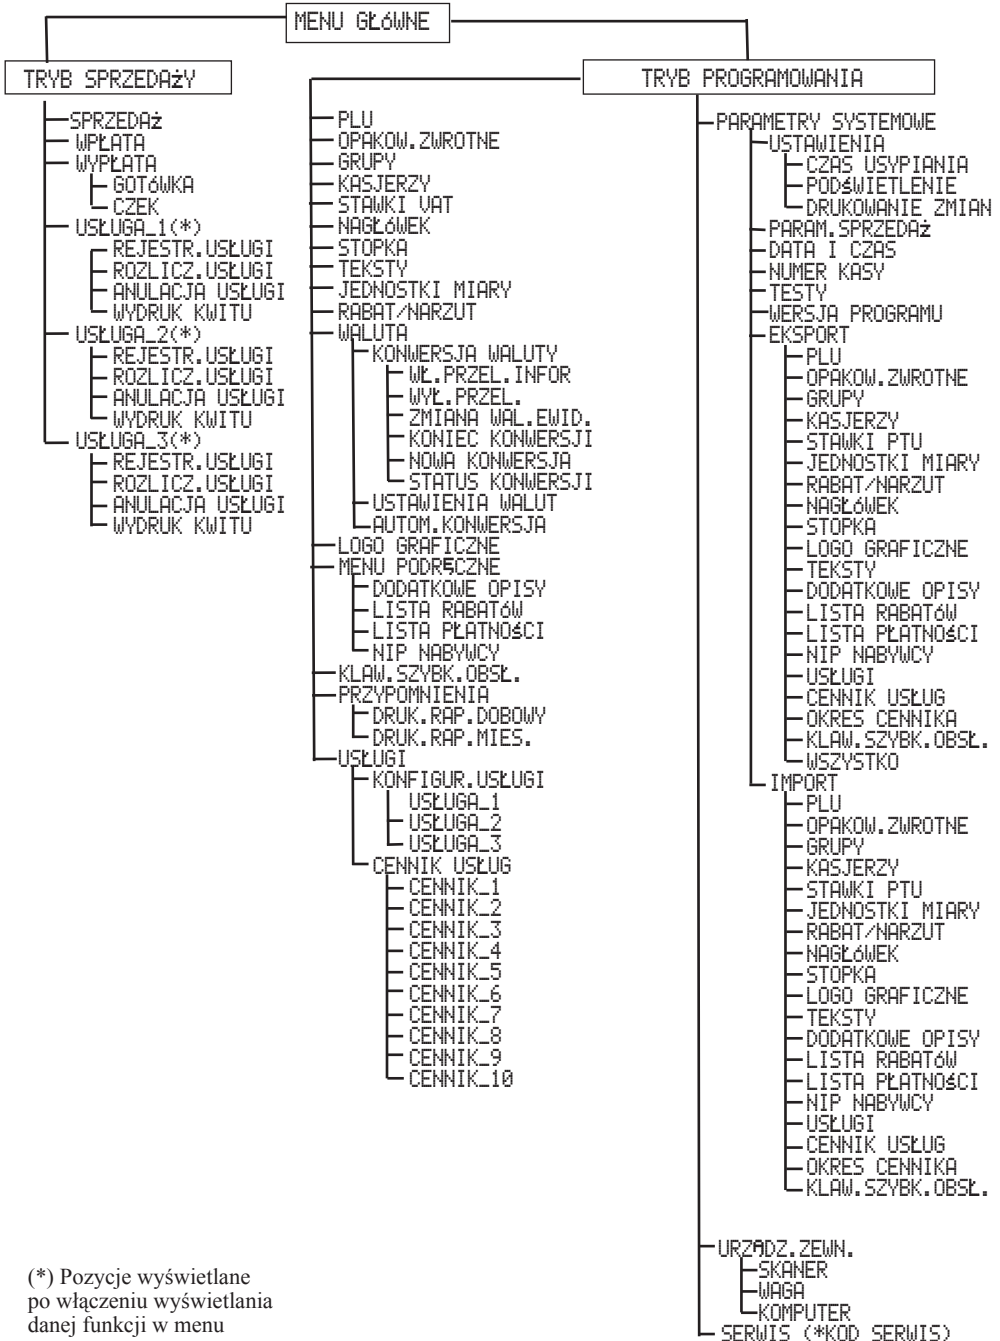 MENU GŁÓWNE
TRYB SPRZEDAŻY
SPRZEDAŻ
WPŁATA
WYPŁATA
GOTÓWKA
CZEK
USŁUGA_1(*)
REJESTR.USŁUGI
ROZLICZ.USŁUGI
ANULACJA USŁUGI
WYDRUK KWITU
USŁUGA_2(*)
REJESTR.USŁUGI
ROZLICZ.USŁUGI
ANULACJA USŁUGI
WYDRUK KWITU
USŁUGA_3(*)
REJESTR.USŁUGI
ROZLICZ.USŁUGI
ANULACJA USŁUGI
WYDRUK KWITU
TRYB PROGRAMOWANIA
PLU
OPAKOW.ZWROTNE
GRUPY
KASJERZY
STAWKI VAT
NAGŁÓWEK
STOPKA
TEKSTY
JEDNOSTKI MIARY
RABAT/NARZUT
WALUTA
KONWERSJA WALUTY
WŁ.PRZEL.INFOR
WYŁ.PRZEL.
ZMIANA WAL.EWID.
KONIEC KONWERSJI
NOWA KONWERSJA
STATUS KONWERSJI
USTAWIENIA WALUT
AUTOM.KONWERSJA
LOGO GRAFICZNE
MENU PODRĘCZNE
DODATKOWE OPISY
LISTA RABATÓW
LISTA PŁATNOŚCI
NIP NABYWCY
KLAW.SZYBK.OBSŁ.
PRZYPOMNIENIA
DRUK.RAP.DOBOWY
DRUK.RAP.MIES.
USŁUGI
KONFIGUR.USŁUGI
USŁUGA_1
USŁUGA_2
USŁUGA_3
CENNIK USŁUG
CENNIK_1
CENNIK_2
CENNIK_3
CENNIK_4
CENNIK_5
CENNIK_6
CENNIK_7
CENNIK_8
CENNIK_9
CENNIK_10
PARAMETRY SYSTEMOWE
USTAWIENIA
CZAS USYPIANIA
PODŚWIETLENIE
DRUKOWANIE ZMIAN
PARAM.SPRZEDAŻ
DATA I CZAS
NUMER KASY
TESTY
WERSJA PROGRAMU
EKSPORT
PLU
OPAKOW.ZWROTNE
GRUPY
KASJERZY
STAWKI PTU
JEDNOSTKI MIARY
RABAT/NARZUT
NAGŁÓWEK
STOPKA
LOGO GRAFICZNE
TEKSTY
DODATKOWE OPISY
LISTA RABATÓW
LISTA PŁATNOŚCI
NIP NABYWCY
USŁUGI
CENNIK USŁUG
OKRES CENNIKA
KLAW.SZYBK.OBSŁ.
WSZYSTKO
IMPORT
PLU
OPAKOW.ZWROTNE
GRUPY
KASJERZY
STAWKI PTU
JEDNOSTKI MIARY
RABAT/NARZUT
NAGŁÓWEK
STOPKA
LOGO GRAFICZNE
TEKSTY
DODATKOWE OPISY
LISTA RABATÓW
LISTA PŁATNOŚCI
NIP NABYWCY
USŁUGI
CENNIK USŁUG
OKRES CENNIKA
KLAW.SZYBK.OBSŁ.
URZĄDZ.ZEWN.
SKANER
WAGA
KOMPUTER
SERWIS (*KOD SERWIS)
(*) Pozycje wyświetlane
po włączeniu wyświetlania
danej funkcji w menu